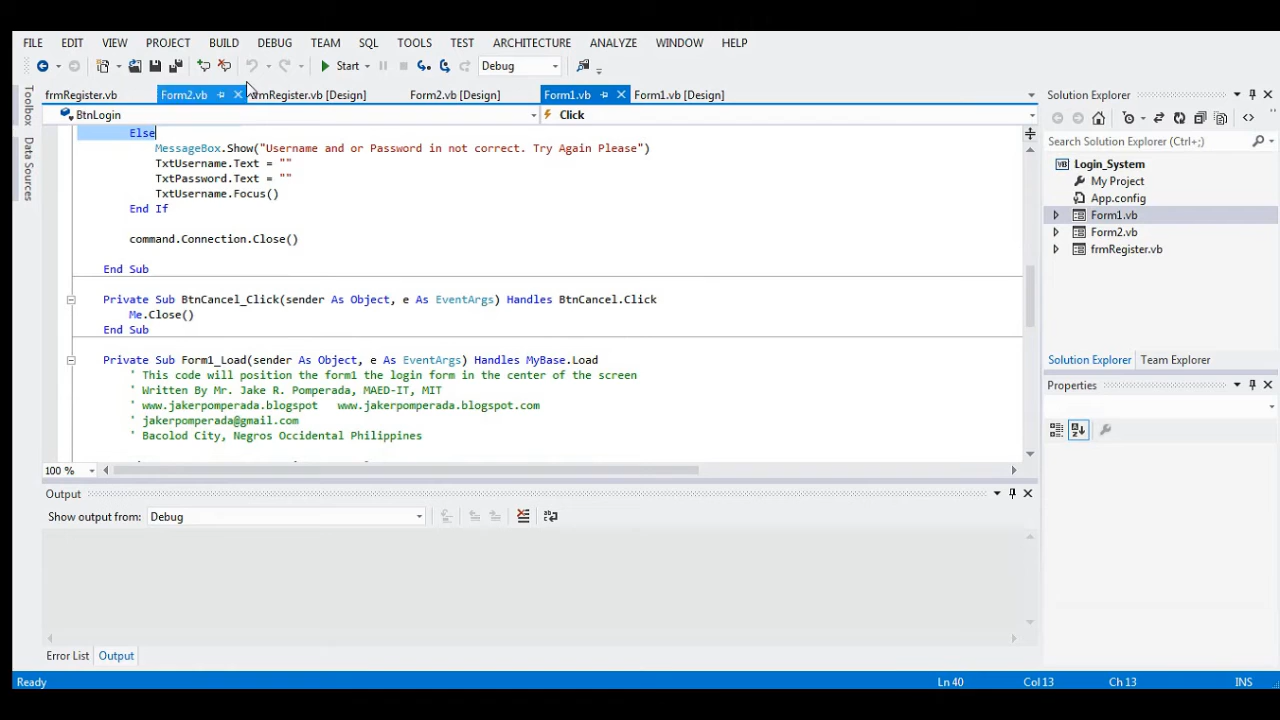 FILE EDIT VIEW PROJECT BUILD DEBUG TEAM SQL TOOLS TEST ARCHITECTURE ANALYZE WINDOW HELP
Start Debug
frmRegister.vb Form2.vb frmRegister.vb [Design] Form2.vb [Design] Form1.vb Form1.vb [Design]
BtnLogin Click
Else
MessageBox.Show("Username and or Password in not correct. Try Again Please")
TxtUsername.Text = ""
TxtPassword.Text = ""
TxtUsername.Focus()
End If
command.Connection.Close()
End Sub
Private Sub BtnCancel_Click(sender As Object, e As EventArgs) Handles BtnCancel.Click
Me.Close()
End Sub
Private Sub Form1_Load(sender As Object, e As EventArgs) Handles MyBase.Load
' This code will position the form1 the login form in the center of the screen
' Written By Mr. Jake R. Pomperada, MAED-IT, MIT
' www.jakerpomperada.blogspot www.jakerpomperada.blogspot.com
' jakerpomperada@gmail.com
' Bacolod City, Negros Occidental Philippines
100 %
Output
Show output from: Debug
Error List Output
Toolbox
Data Sources
Solution Explorer
Search Solution Explorer (Ctrl+;)
Login_System
My Project
App.config
Form1.vb
Form2.vb
frmRegister.vb
Solution Explorer Team Explorer
Properties
Ready Ln 40 Col 13 Ch 13 INS